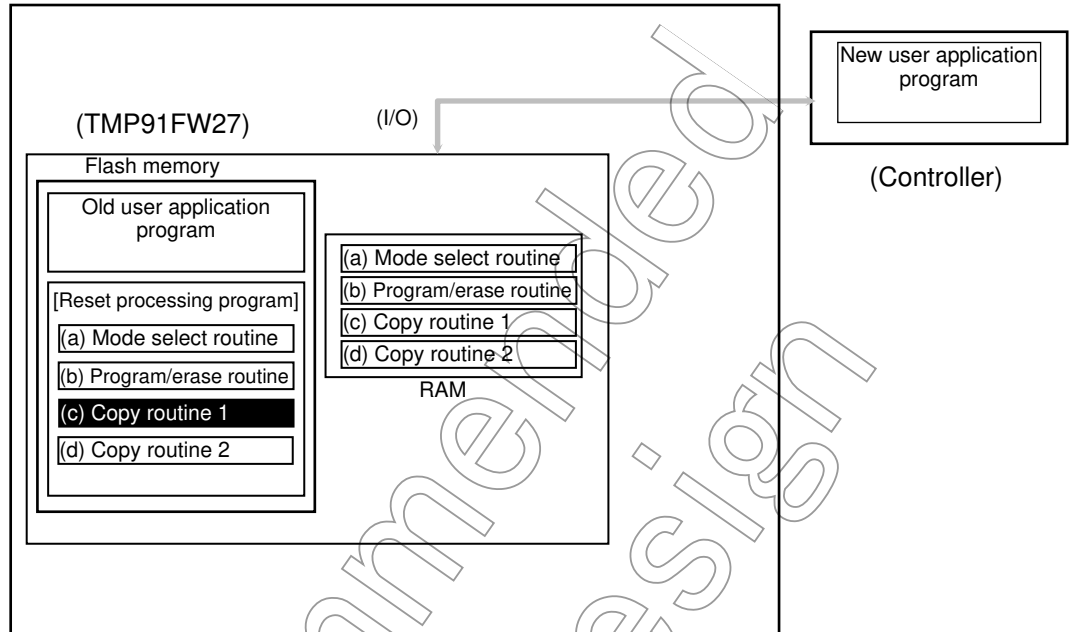 New user application
program
(Controller)
(I/O)
(TMP91FW27)
Flash memory
Old user application
program
[Reset processing program]
(a) Mode select routine
(b) Program/erase routine
(c) Copy routine 1
(d) Copy routine 2
(a) Mode select routine
(b) Program/erase routine
(c) Copy routine 1
(d) Copy routine 2
RAM
mmended
esign